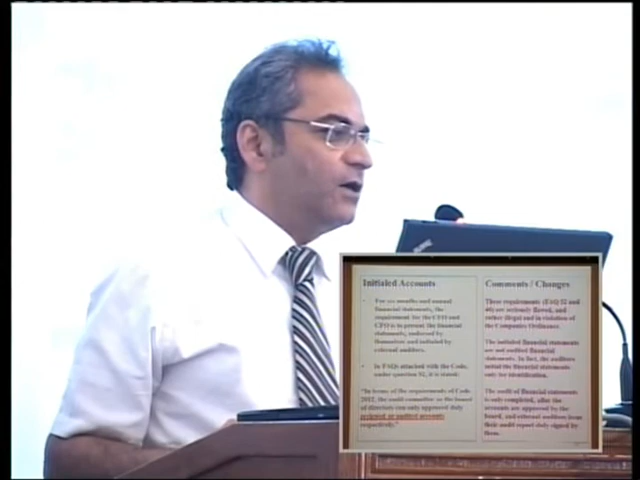 Initialed Accounts
For six months and annual
financial statements, the
requirement for the CEO and
CFO is to present the financial
statements, endorsed by
themselves and initialed by
external auditors.
In FAQs attached with the Code,
under question 52, it is stated:
"In terms of the requirements of Code
2012, the audit committee or the board
of directors can only approved duly
reviewed or audited accounts
respectively."
Comments / Changes
These requirements (FAQ 52 and
are seriously flawed, and
rather illegal and in violation of
the Companies Ordinance.
The initialed financial statements
are not audited financial
statements. In fact, the auditors
initial the financial statements
only for identification.
The audit of financial statements
is only completed, after the
accounts are approved by the
board, and external auditors issue
their audit report duly signed by
them.